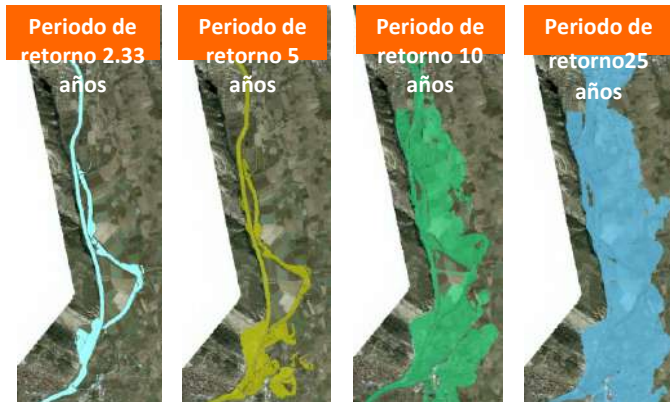 Periodo de
retorno 2.33
años
Periodo de
retorno 5
años
Periodo de
retorno 10
años
Periodo de
retorno25
años